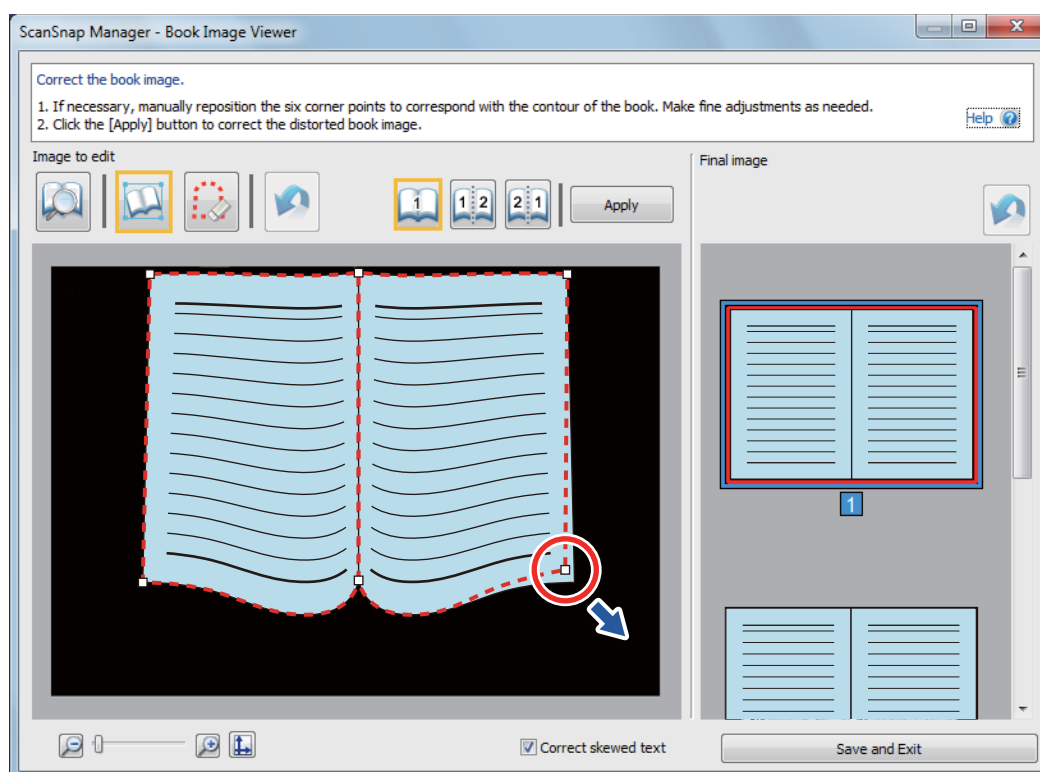 ScanSnap Manager - Book Image Viewer
Correct the book image.
1. If necessary, manually reposition the six corner points to correspond with the contour of the book. Make fine adjustments as needed.
2. Click the [Apply] button to correct the distorted book image.
Help ?
Image to edit
Final image
1
1 2
2 1
Apply
1
Correct skewed text
Save and Exit